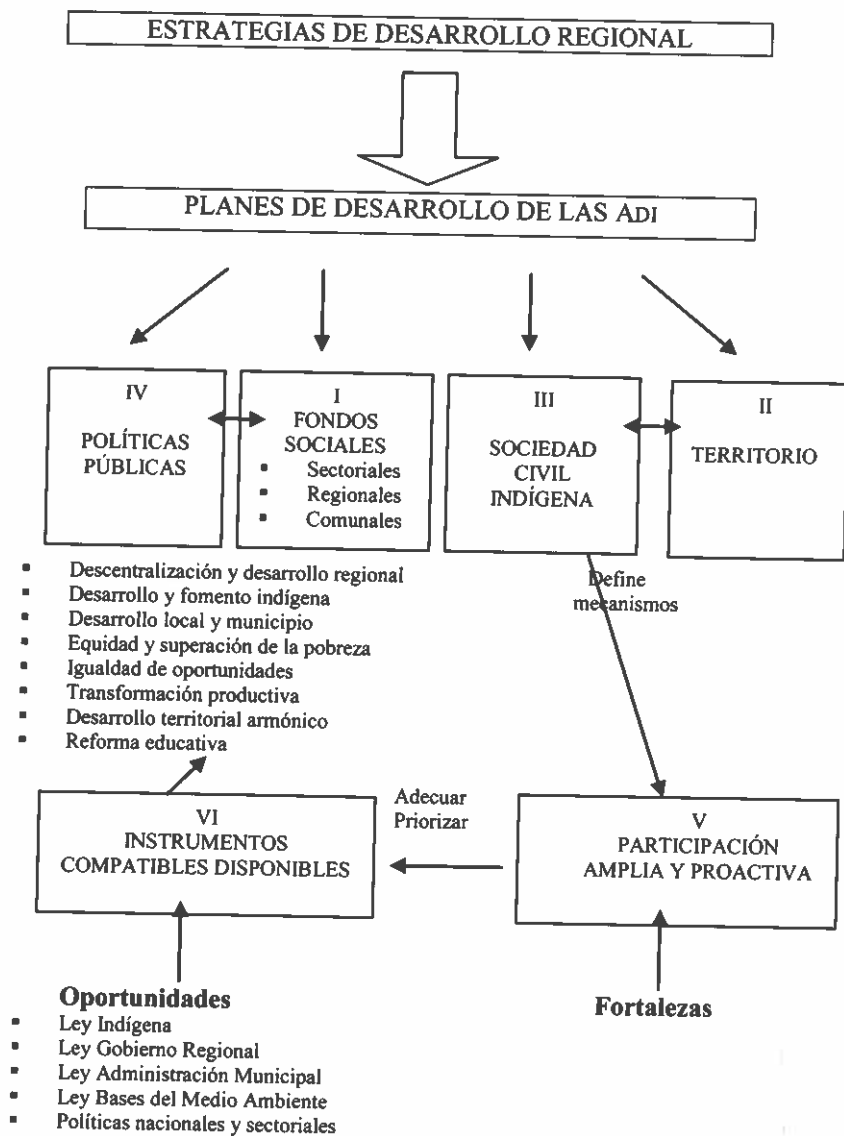 ESTRATEGIAS DE DESARROLLO REGIONAL
PLANES DE DESARROLLO DE LAS ADI
IV
POLÍTICAS
PÚBLICAS
I
FONDOS
SOCIALES
▪ Sectoriales
▪ Regionales
▪ Comunales
III
SOCIEDAD
CIVIL
INDÍGENA
II
TERRITORIO
▪ Descentralización y desarrollo regional
▪ Desarrollo y fomento indígena
▪ Desarrollo local y municipio
▪ Equidad y superación de la pobreza
▪ Igualdad de oportunidades
▪ Transformación productiva
▪ Desarrollo territorial armónico
▪ Reforma educativa
Define
mecanismos
VI
INSTRUMENTOS
COMPATIBLES DISPONIBLES
Adecuar
Priorizar
V
PARTICIPACIÓN
AMPLIA Y PROACTIVA
Oportunidades
▪ Ley Indígena
▪ Ley Gobierno Regional
▪ Ley Administración Municipal
▪ Ley Bases del Medio Ambiente
▪ Políticas nacionales y sectoriales
Fortalezas